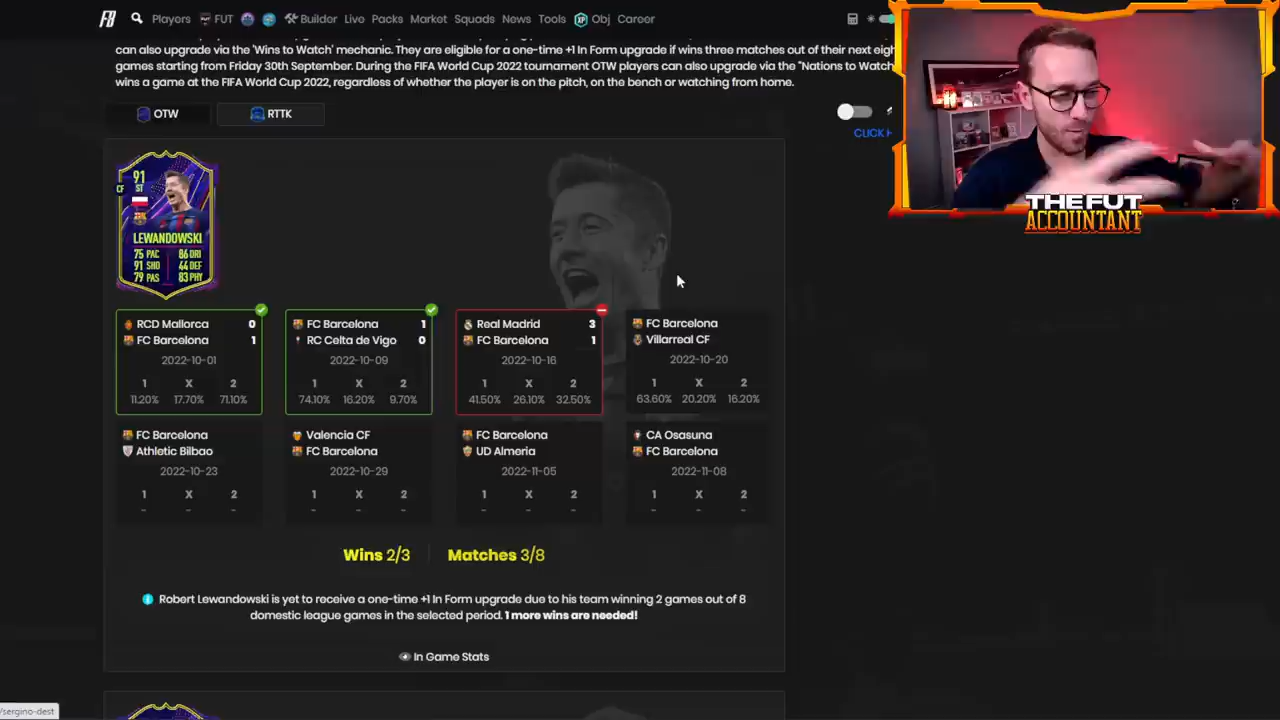 FB Players FUT Builder Live Packs Market Squads News Tools Obj Career
can also upgrade via the 'Wins to Watch' mechanic. They are eligible for a one-time +1 In Form upgrade if wins three matches out of their next eigh
games starting from Friday 30th September. During the FIFA World Cup 2022 tournament OTW players can also upgrade via the "Nations to Watch
wins a game at the FIFA World Cup 2022, regardless of whether the player is on the pitch, on the bench or watching from home.
OTW RTTK
CLICK H
THE FUT
ACCOUNTANT
91
CF ST
LEWANDOWSKI
75 PAC 86 DRI
91 SHO 44 DEF
79 PAS 83 PHY
RCD Mallorca 0
FC Barcelona 1
2022-10-01
1 X 2
11.20% 17.70% 71.10%
FC Barcelona 1
RC Celta de Vigo 0
2022-10-09
1 X 2
74.10% 16.20% 9.70%
Real Madrid 3
FC Barcelona 1
2022-10-16
1 X 2
41.50% 26.10% 32.50%
FC Barcelona
Villarreal CF
2022-10-20
1 X 2
63.60% 20.20% 16.20%
FC Barcelona
Athletic Bilbao
2022-10-23
1 X 2
- - -
Valencia CF
FC Barcelona
2022-10-29
1 X 2
- - -
FC Barcelona
UD Almeria
2022-11-05
1 X 2
- - -
CA Osasuna
FC Barcelona
2022-11-08
1 X 2
- - -
Wins 2/3 Matches 3/8
Robert Lewandowski is yet to receive a one-time +1 In Form upgrade due to his team winning 2 games out of 8
domestic league games in the selected period. 1 more wins are needed!
In Game Stats
/sergino-dest